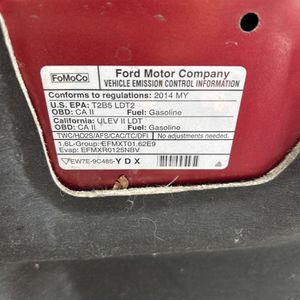 FoMoCo
Ford Motor Company
VEHICLE EMISSION CONTROL INFORMATION
Conforms to regulations: 2014 MY
U.S. EPA: T2B5 LDT2
OBD: CA II Fuel: Gasoline
California: ULEV II LDT
OBD: CA II Fuel: Gasoline
TWC/HO2S/AFS/CAC/TC/DFI No adjustments needed.
1.6L-Group: EFMXT01.62E9
Evap: EFMXR0125NBV
EW7E-9C485-Y D X